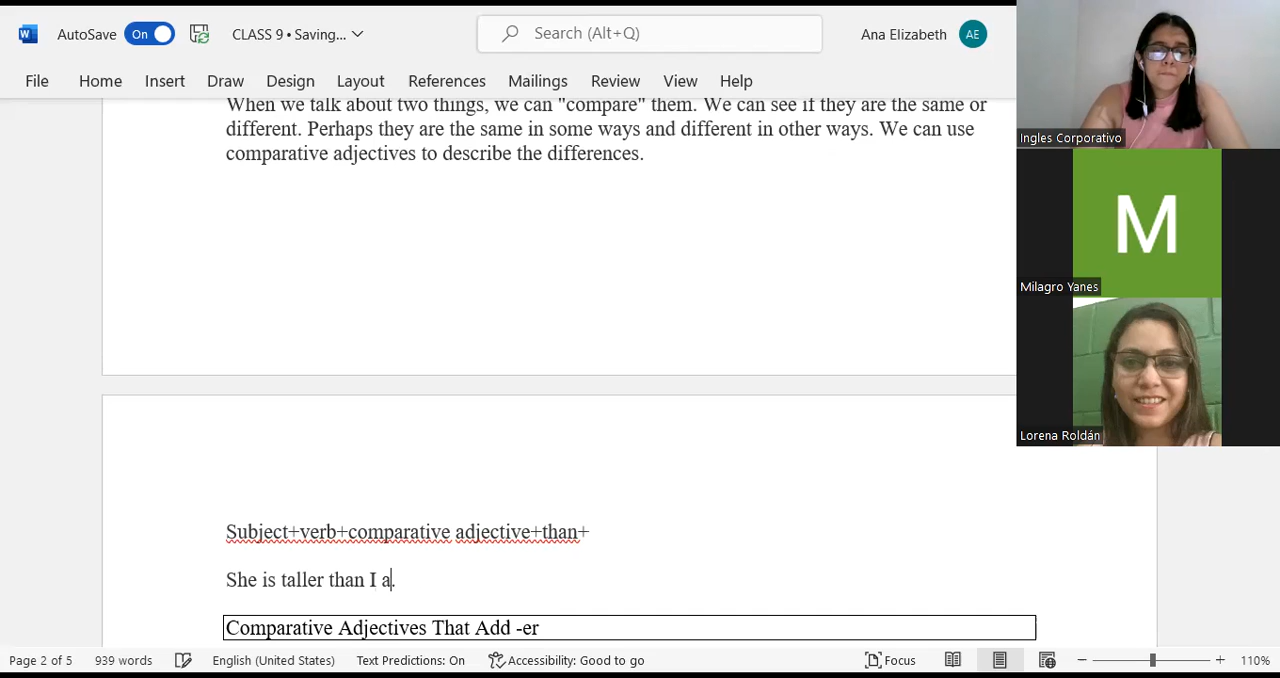 AutoSave On CLASS 9 • Saving... Search (Alt+Q) Ana Elizabeth AE
File Home Insert Draw Design Layout References Mailings Review View Help
When we talk about two things, we can "compare" them. We can see if they are the same or
different. Perhaps they are the same in some ways and different in other ways. We can use
comparative adjectives to describe the differences.
Subject+verb+comparative adjective+than+
She is taller than I a.
Comparative Adjectives That Add -er
Page 2 of 5 939 words English (United States) Text Predictions: On Accessibility: Good to go Focus 110%
Ingles Corporativo
M
Milagro Yanes
Lorena Roldán